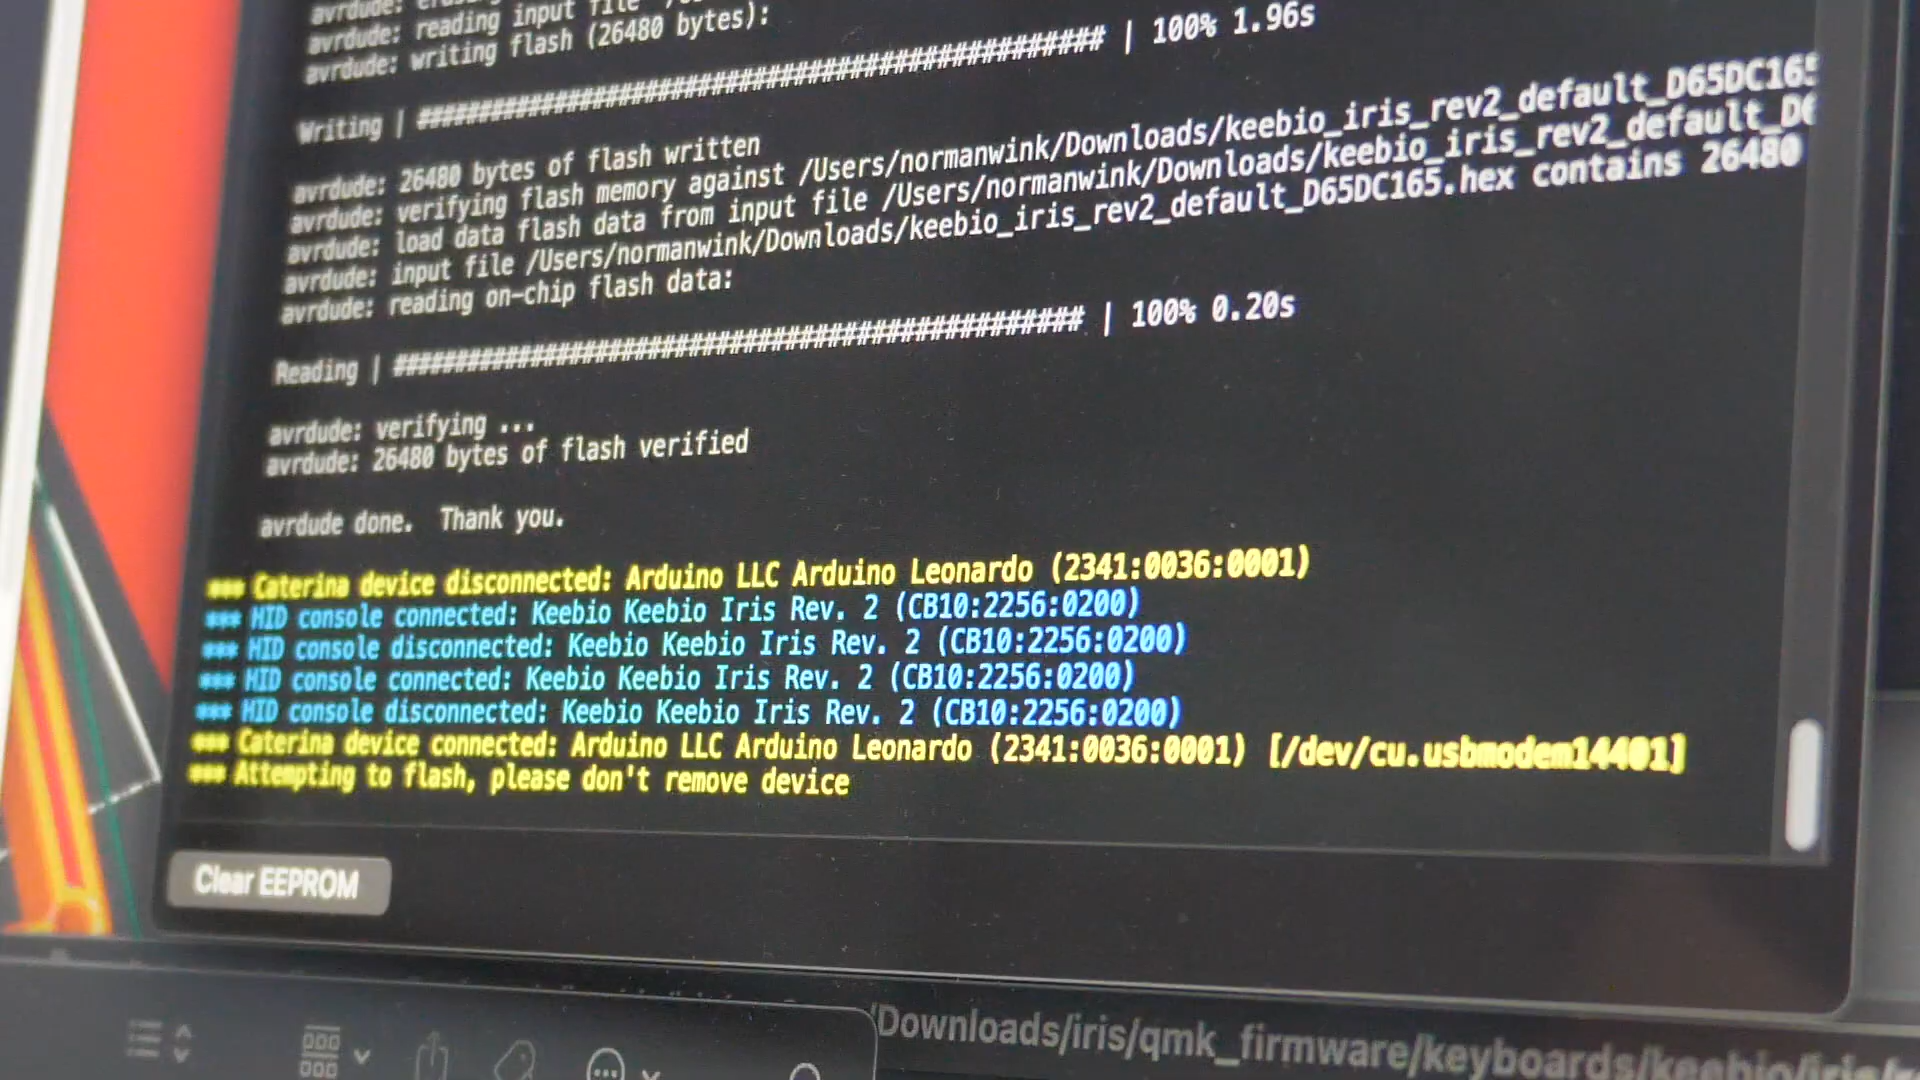 avrdude:
avrdude: reading input file
avrdude: writing flash (26480 bytes):
Writing | ################################################## | 100% 1.96s
avrdude: 26480 bytes of flash written
avrdude: verifying flash memory against /Users/normanwink/Downloads/keebio_iris_rev2_default_D65DC165
avrdude: load data flash data from input file /Users/normanwink/Downloads/keebio_iris_rev2_default_D6
avrdude: input file /Users/normanwink/Downloads/keebio_iris_rev2_default_D65DC165.hex contains 26480
avrdude: reading on-chip flash data:
Reading | ################################################## | 100% 0.20s
avrdude: verifying ...
avrdude: 26480 bytes of flash verified
avrdude done. Thank you.
*** Caterina device disconnected: Arduino LLC Arduino Leonardo (2341:0036:0001)
*** HID console connected: Keebio Keebio Iris Rev. 2 (CB10:2256:0200)
*** HID console disconnected: Keebio Keebio Iris Rev. 2 (CB10:2256:0200)
*** HID console connected: Keebio Keebio Iris Rev. 2 (CB10:2256:0200)
*** HID console disconnected: Keebio Keebio Iris Rev. 2 (CB10:2256:0200)
*** Caterina device connected: Arduino LLC Arduino Leonardo (2341:0036:0001) [/dev/cu.usbmodem14401]
*** Attempting to flash, please don't remove device
Clear EEPROM
/Downloads/iris/qmk_firmware/keyboards/keebio/iris/